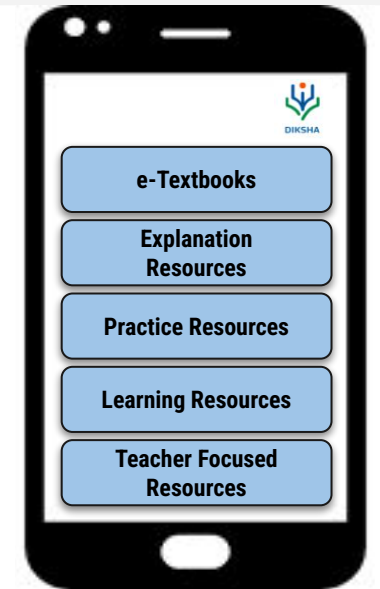 DIKSHA
e-Textbooks
Explanation
Resources
Practice Resources
Learning Resources
Teacher Focused
Resources